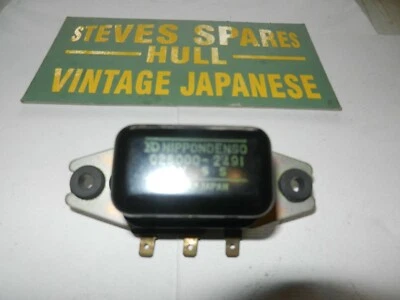 STEVES SPARES
HULL
VINTAGE JAPANESE
ND NIPPONDENSO
026000-2491
S
JAPAN